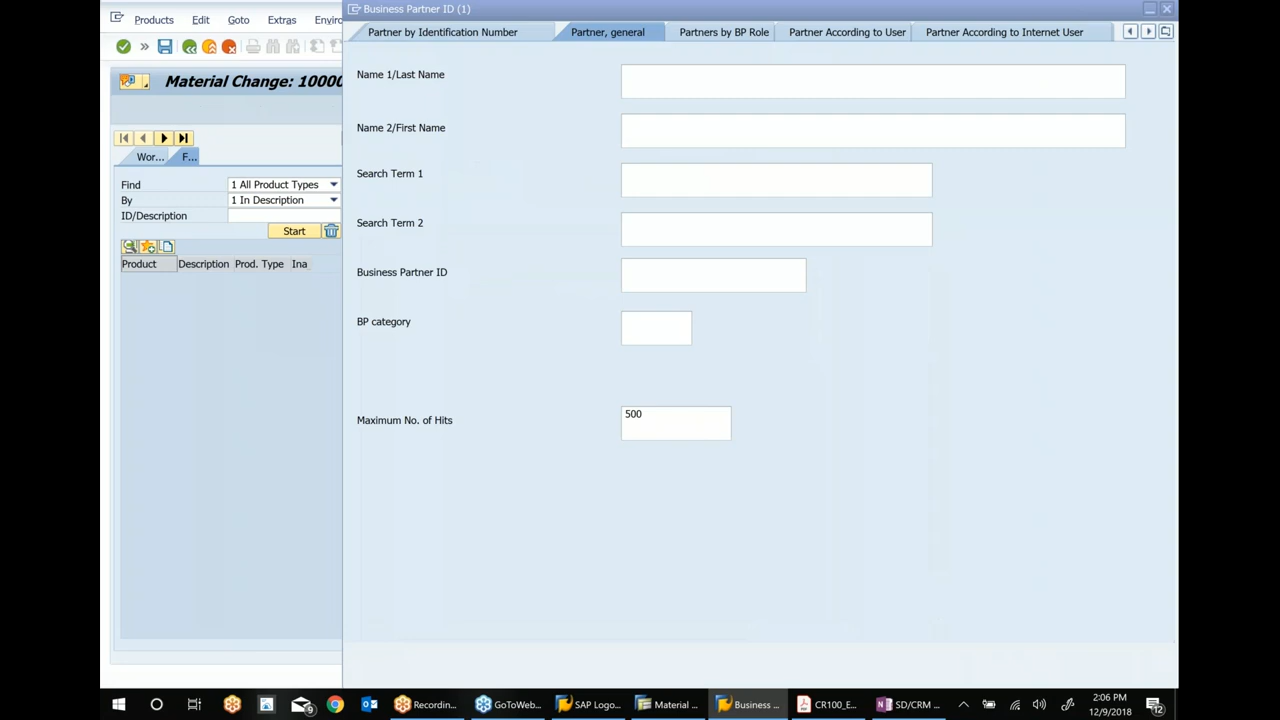 Business Partner ID (1)
Products Edit Goto Extras Enviro
Partner by Identification Number Partner, general Partners by BP Role Partner According to User Partner According to Internet User
Material Change: 10000
Name 1/Last Name
Name 2/First Name
Search Term 1
Search Term 2
Business Partner ID
BP category
Maximum No. of Hits 500
Wor... F...
Find 1 All Product Types
By 1 In Description
ID/Description
Start
Product Description Prod. Type Ina
Recordin... GoToWeb... SAP Logo... Material ... Business ... CR100_E... SD/CRM ...
2:06 PM
12/9/2018
12